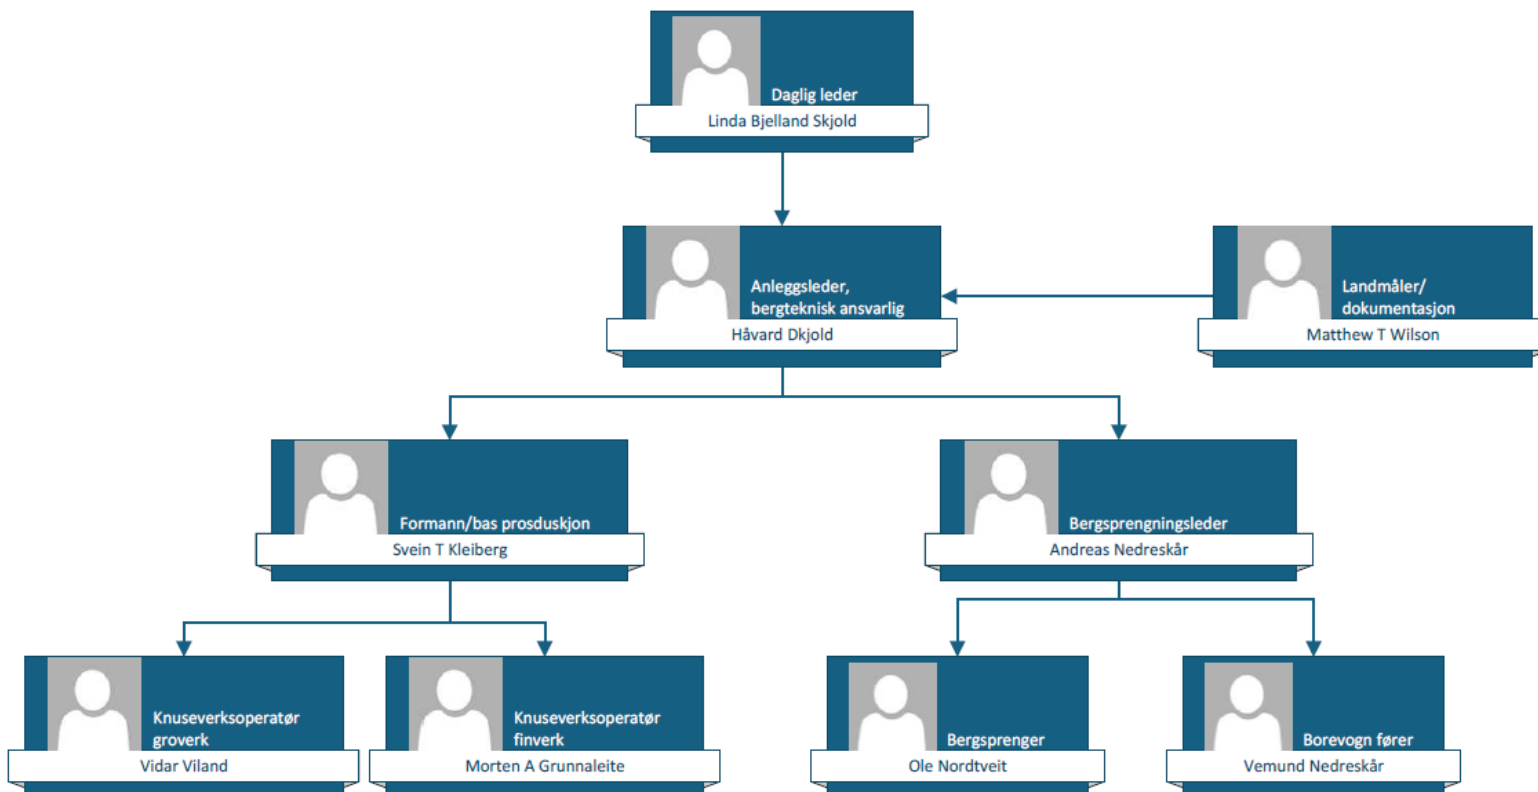 Daglig leder
Linda Bjelland Skjold
Anleggsleder,
bergteknisk ansvarlig
Håvard Dkjold
Landmåler/
dokumentasjon
Matthew T Wilson
Formann/bas prosduskjon
Svein T Kleiberg
Bergsprengningsleder
Andreas Nedreskår
Knuseverksoperatør
groverk
Vidar Viland
Knuseverksoperatør
finverk
Morten A Grunnaleite
Bergsprenger
Ole Nordtveit
Borevogn fører
Vemund Nedreskår